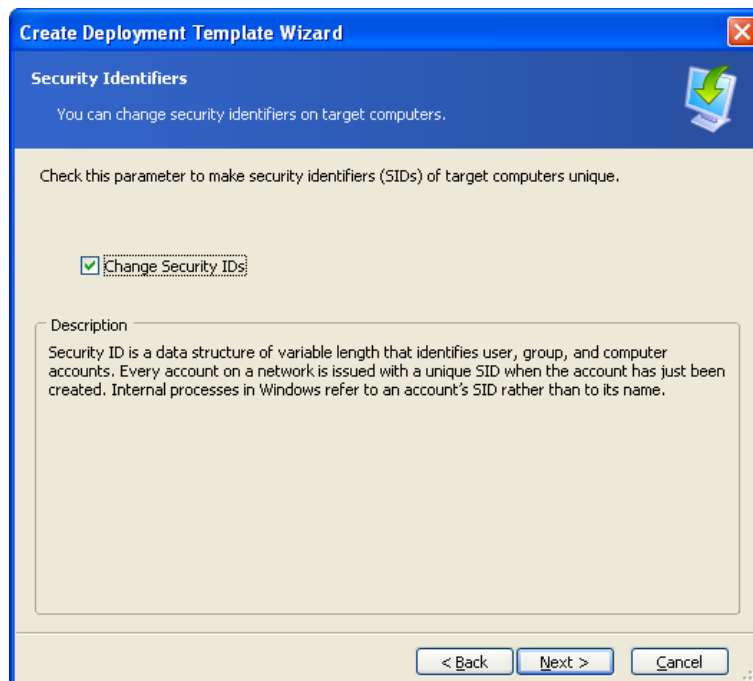 Create Deployment Template Wizard
Security Identifiers
You can change security identifiers on target computers.
Check this parameter to make security identifiers (SIDs) of target computers unique.
Change Security IDs
Description
Security ID is a data structure of variable length that identifies user, group, and computer
accounts. Every account on a network is issued with a unique SID when the account has just been
created. Internal processes in Windows refer to an account's SID rather than to its name.
< Back Next > Cancel